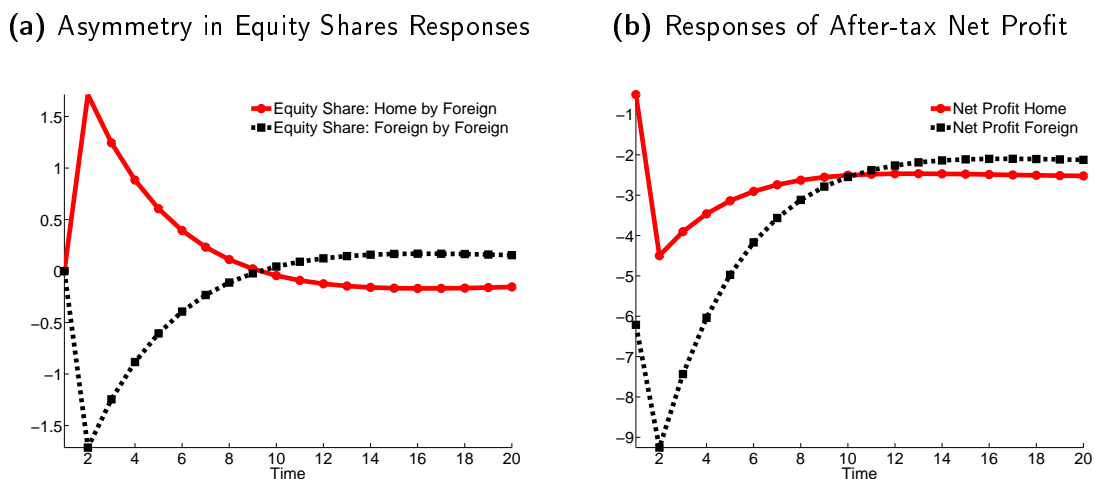 (a) Asymmetry in Equity Shares Responses
1.5
1
0.5
0
−0.5
−1
−1.5
Equity Share: Home by Foreign
Equity Share: Foreign by Foreign
2 4 6 8 10 12 14 16 18 20
Time
(b) Responses of After-tax Net Profit
−1
−2
−3
−4
−5
−6
−7
−8
−9
Net Profit Home
Net Profit Foreign
2 4 6 8 10 12 14 16 18 20
Time